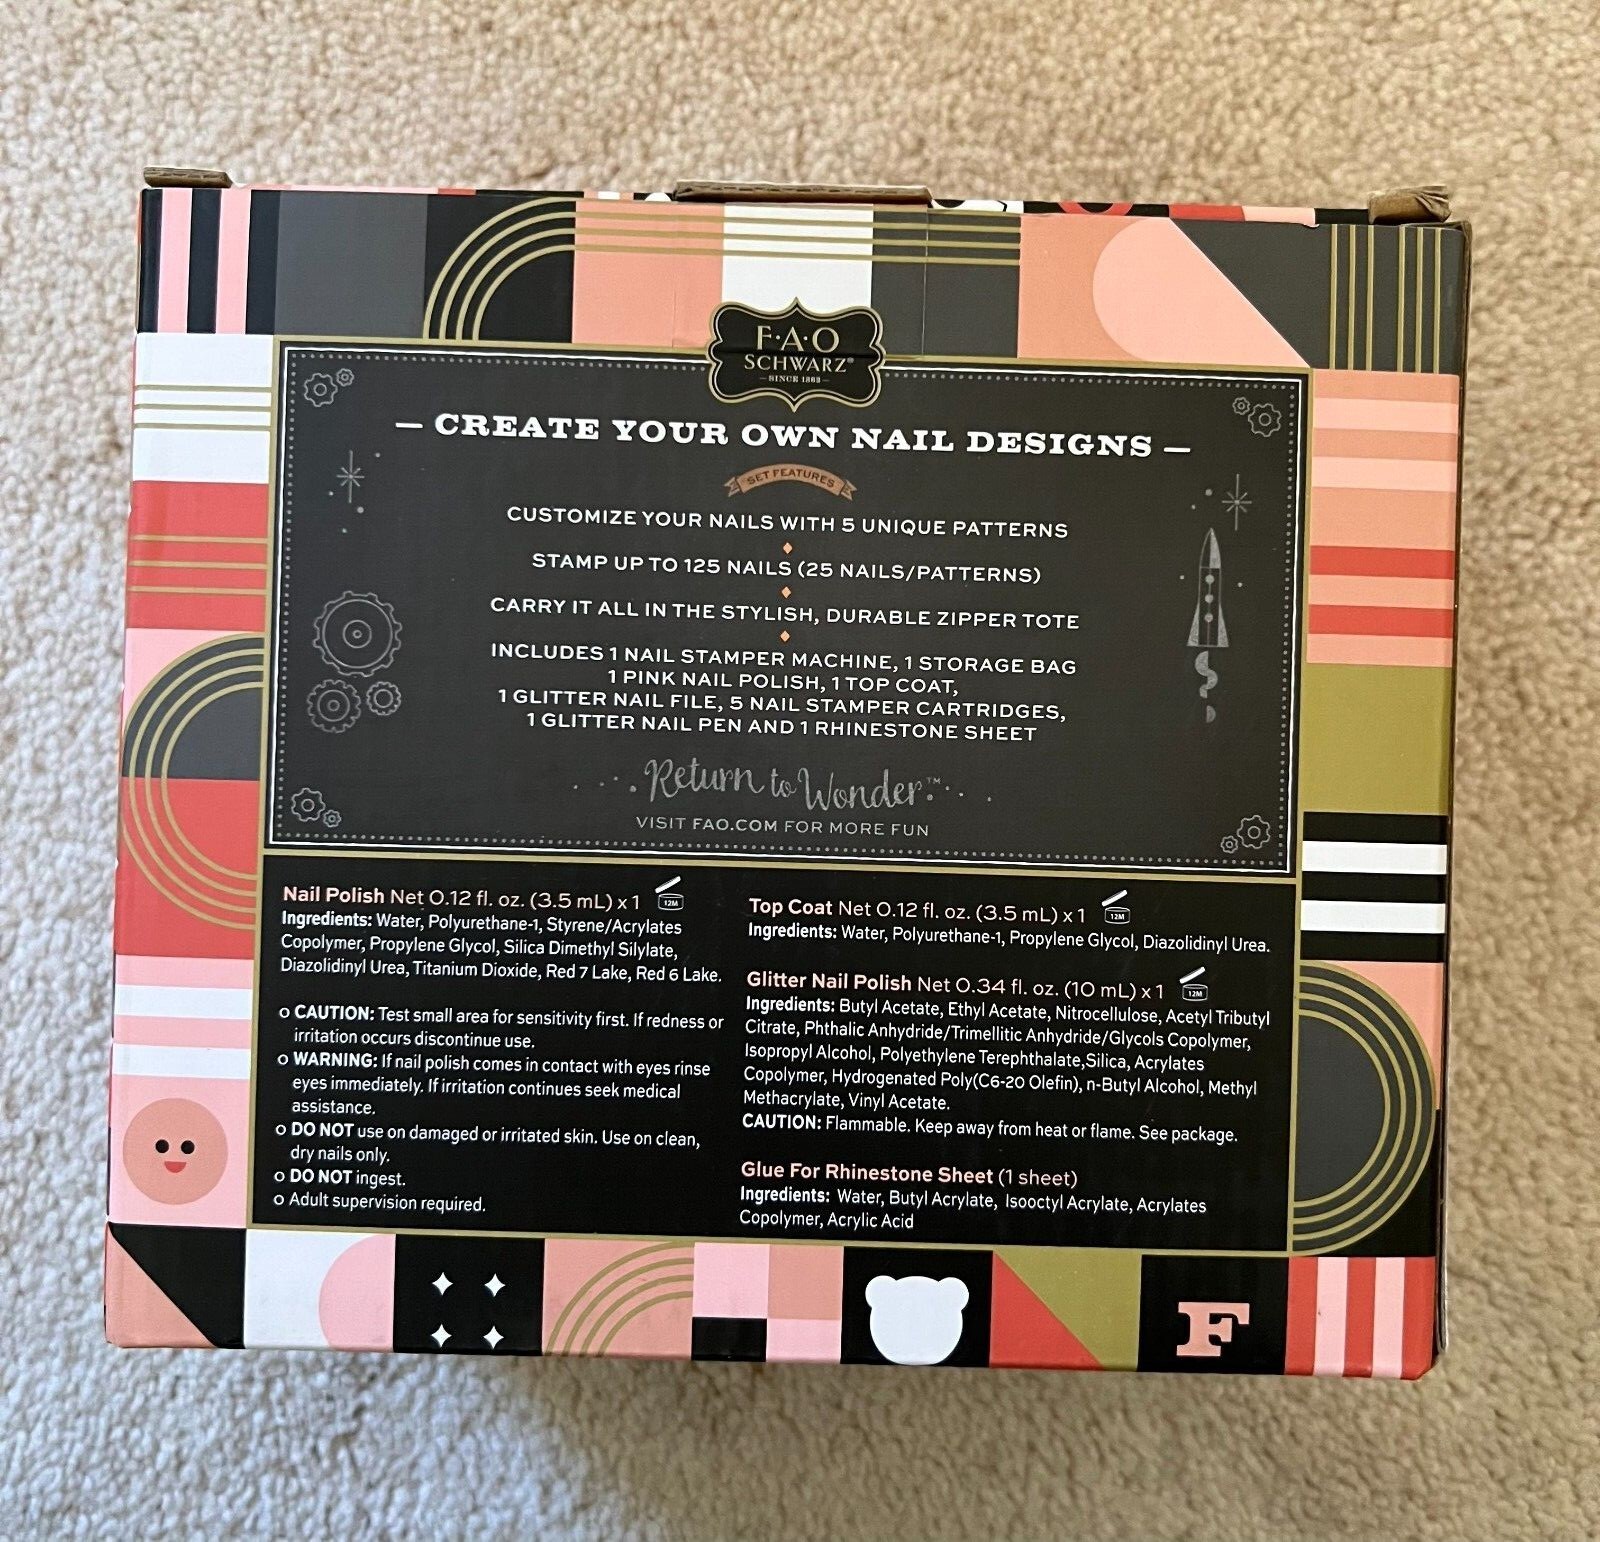 F·A·O
SCHWARZ®
— SINCE 1862 —
— CREATE YOUR OWN NAIL DESIGNS —
SET FEATURES
CUSTOMIZE YOUR NAILS WITH 5 UNIQUE PATTERNS
STAMP UP TO 125 NAILS (25 NAILS/PATTERNS)
CARRY IT ALL IN THE STYLISH, DURABLE ZIPPER TOTE
INCLUDES 1 NAIL STAMPER MACHINE, 1 STORAGE BAG
1 PINK NAIL POLISH, 1 TOP COAT,
1 GLITTER NAIL FILE, 5 NAIL STAMPER CARTRIDGES,
1 GLITTER NAIL PEN AND 1 RHINESTONE SHEET
Return to Wonder.™
VISIT FAO.COM FOR MORE FUN
Nail Polish Net 0.12 fl. oz. (3.5 mL) x 1 12M
Ingredients: Water, Polyurethane-1, Styrene/Acrylates
Copolymer, Propylene Glycol, Silica Dimethyl Silylate,
Diazolidinyl Urea, Titanium Dioxide, Red 7 Lake, Red 6 Lake.
o CAUTION: Test small area for sensitivity first. If redness or
irritation occurs discontinue use.
o WARNING: If nail polish comes in contact with eyes rinse
eyes immediately. If irritation continues seek medical
assistance.
o DO NOT use on damaged or irritated skin. Use on clean,
dry nails only.
o DO NOT ingest.
o Adult supervision required.
Top Coat Net 0.12 fl. oz. (3.5 mL) x 1 12M
Ingredients: Water, Polyurethane-1, Propylene Glycol, Diazolidinyl Urea.
Glitter Nail Polish Net 0.34 fl. oz. (10 mL) x 1 12M
Ingredients: Butyl Acetate, Ethyl Acetate, Nitrocellulose, Acetyl Tributyl
Citrate, Phthalic Anhydride/Trimellitic Anhydride/Glycols Copolymer,
Isopropyl Alcohol, Polyethylene Terephthalate,Silica, Acrylates
Copolymer, Hydrogenated Poly(C6-20 Olefin), n-Butyl Alcohol, Methyl
Methacrylate, Vinyl Acetate.
CAUTION: Flammable. Keep away from heat or flame. See package.
Glue For Rhinestone Sheet (1 sheet)
Ingredients: Water, Butyl Acrylate, Isooctyl Acrylate, Acrylates
Copolymer, Acrylic Acid
F